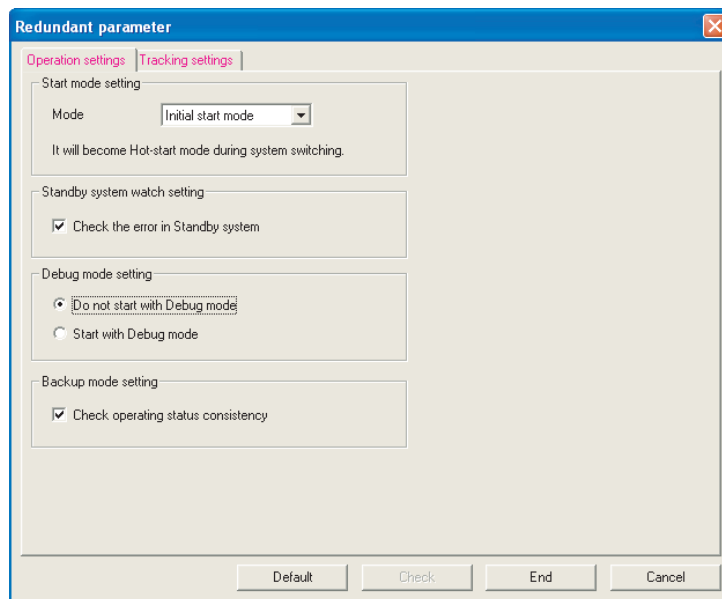 Redundant parameter
Operation settings Tracking settings
Start mode setting
Mode Initial start mode
It will become Hot-start mode during system switching.
Standby system watch setting
Check the error in Standby system
Debug mode setting
Do not start with Debug mode
Start with Debug mode
Backup mode setting
Check operating status consistency
Default Check End Cancel